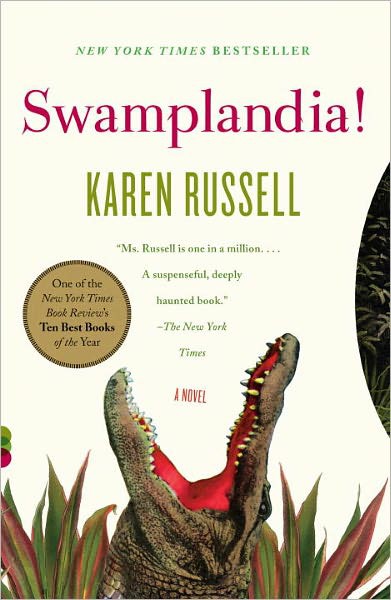 NEW YORK TIMES BESTSELLER
Swamplandia!
KAREN RUSSELL
“Ms. Russell is one in a million. . . .
A suspenseful, deeply
haunted book.”
–The New York
Times
One of the
New York Times
Book Review's
Ten Best Books
of the Year
A NOVEL